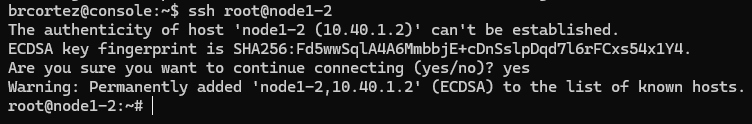 brcortez@console:~$ ssh root@node1-2
The authenticity of host 'node1-2 (10.40.1.2)' can't be established.
ECDSA key fingerprint is SHA256:Fd5wwSqlA4A6MmbbjE+cDnSslpDqd7l6rFCxs54x1Y4.
Are you sure you want to continue connecting (yes/no)? yes
Warning: Permanently added 'node1-2,10.40.1.2' (ECDSA) to the list of known hosts.
root@node1-2:~#